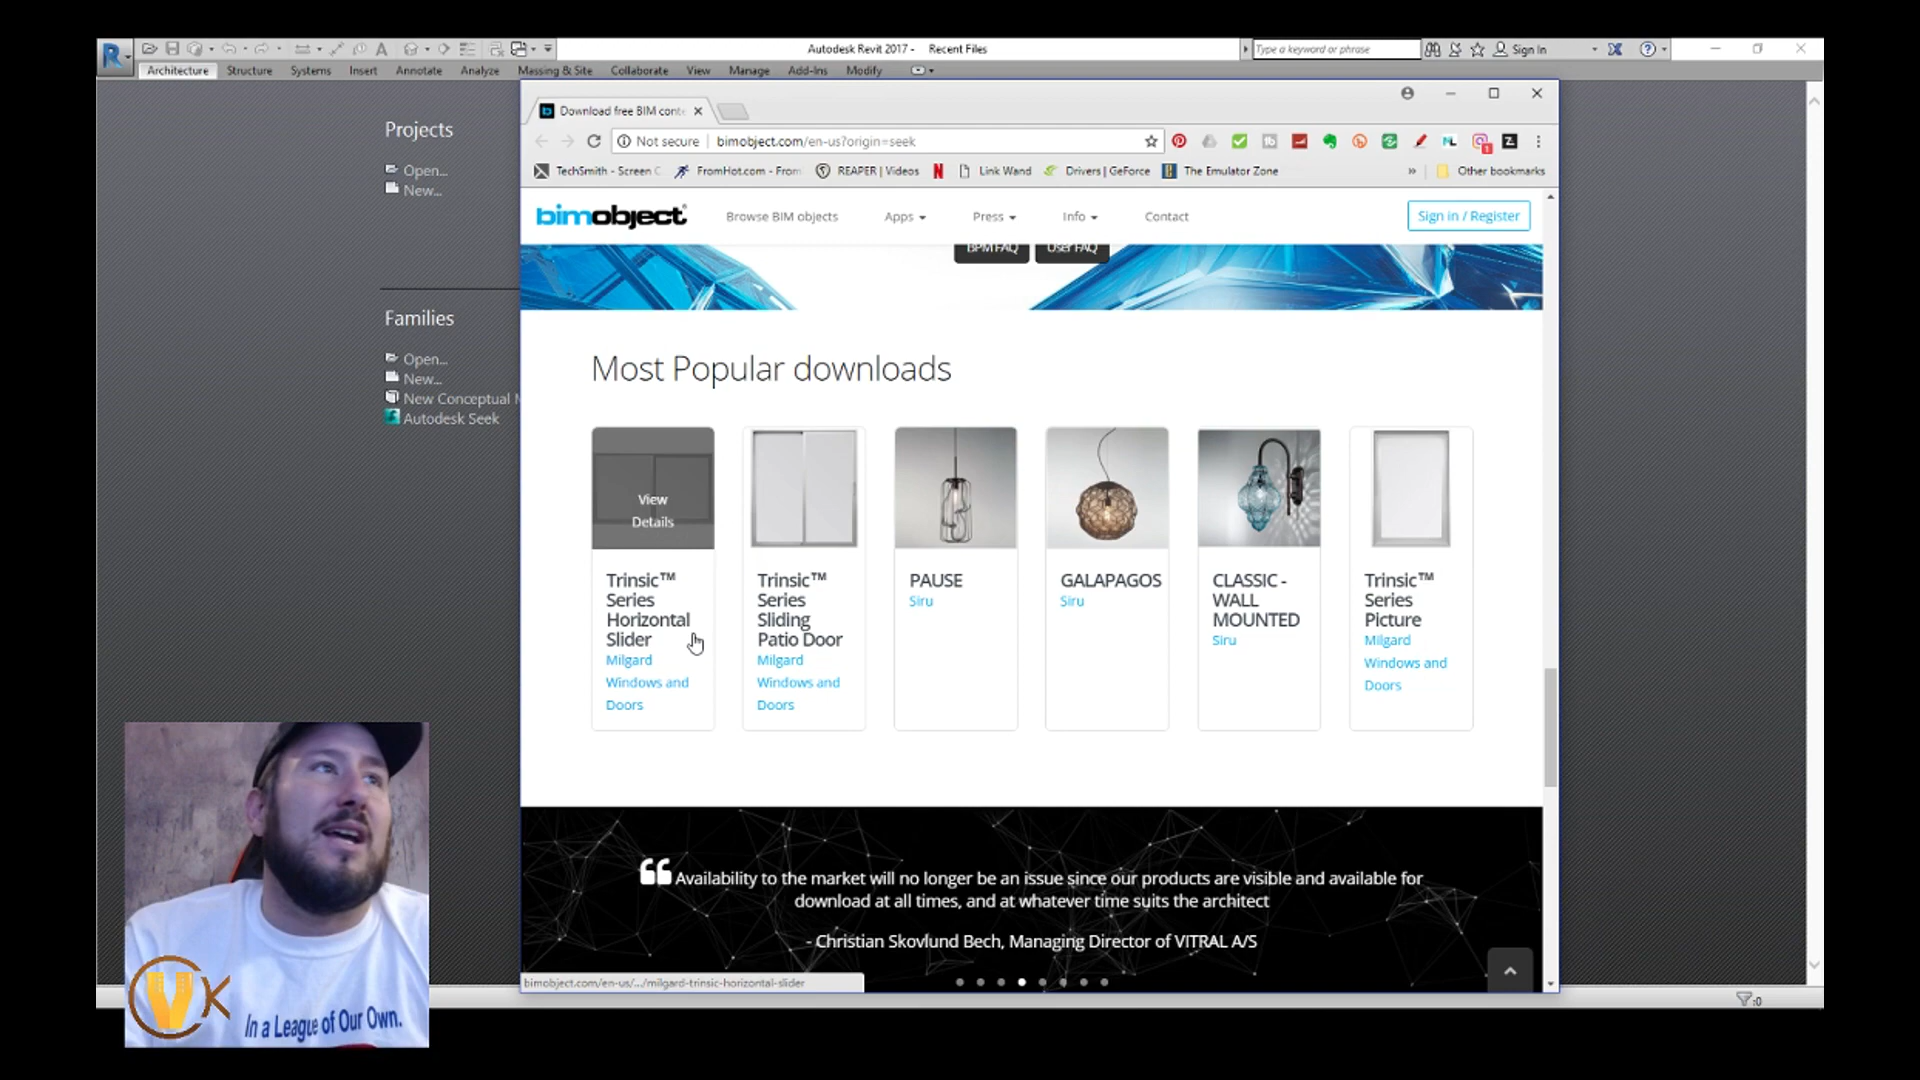 Autodesk Revit 2017 - Recent Files
Type a keyword or phrase
Sign In
Architecture Structure Systems Insert Annotate Analyze Massing & Site Collaborate View Manage Add-Ins Modify
Projects
Open...
New...
Families
Open...
New...
New Conceptual
Autodesk Seek
Download free BIM conte
Not secure bimobject.com/en-us?origin=seek
TechSmith - Screen C FromHot.com - From REAPER | Videos Link Wand Drivers | GeForce The Emulator Zone » Other bookmarks
bimobject
Browse BIM objects Apps Press Info Contact Sign in / Register
BPM FAQ User FAQ
Most Popular downloads
View
Details
Trinsic™
Series
Horizontal
Slider
Milgard
Windows and
Doors
Trinsic™
Series
Sliding
Patio Door
Milgard
Windows and
Doors
PAUSE
Siru
GALAPAGOS
Siru
CLASSIC -
WALL
MOUNTED
Siru
Trinsic™
Series
Picture
Milgard
Windows and
Doors
Availability to the market will no longer be an issue since our products are visible and available for
download at all times, and at whatever time suits the architect
- Christian Skovlund Bech, Managing Director of VITRAL A/S
bimobject.com/en-us/.../milgard-trinsic-horizontal-slider
:0
VK
In a League of Our Own.